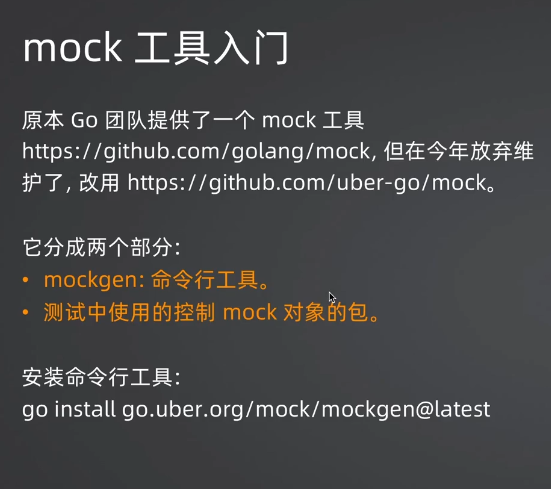 mock 工具入门
原本 Go 团队提供了一个 mock 工具
https://github.com/golang/mock, 但在今年放弃维
护了, 改用 https://github.com/uber-go/mock。
它分成两个部分:
• mockgen: 命令行工具。
• 测试中使用的控制 mock 对象的包。
安装命令行工具:
go install go.uber.org/mock/mockgen@latest